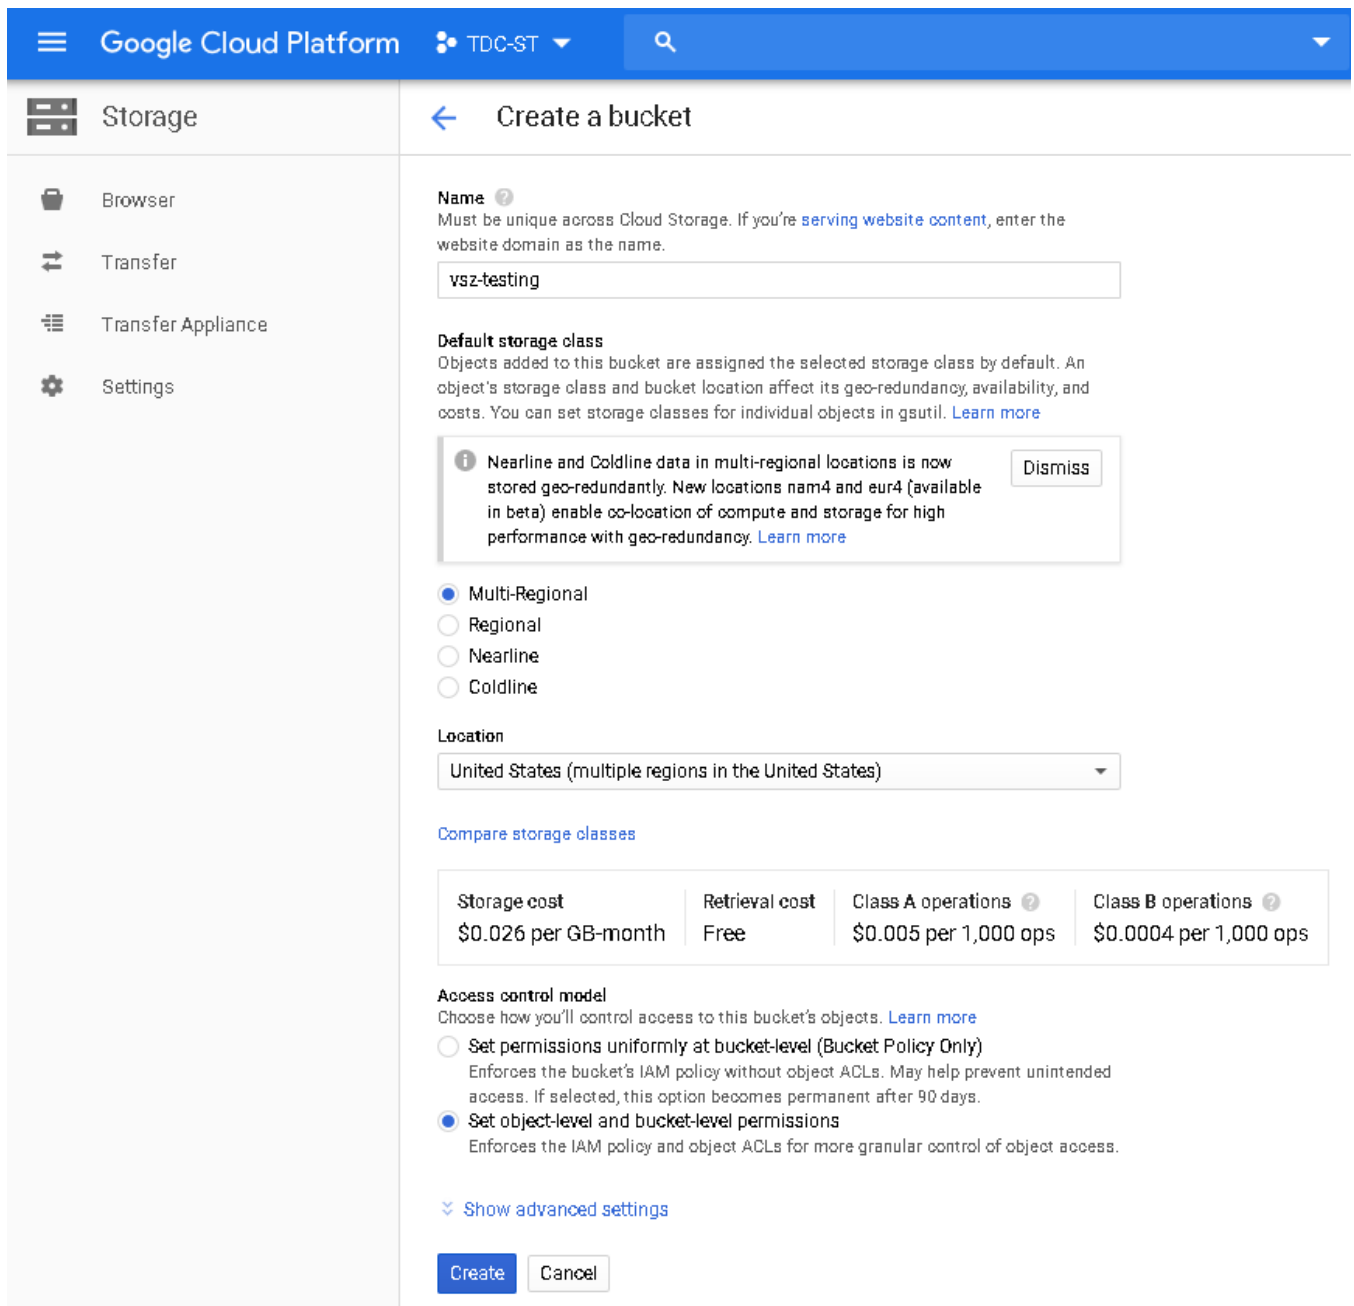 Google Cloud Platform TDC-ST
Storage
Create a bucket
Browser
Transfer
Transfer Appliance
Settings
Name
Must be unique across Cloud Storage. If you're serving website content, enter the
website domain as the name.
vsz-testing
Default storage class
Objects added to this bucket are assigned the selected storage class by default. An
object's storage class and bucket location affect its geo-redundancy, availability, and
costs. You can set storage classes for individual objects in gsutil. Learn more
Nearline and Coldline data in multi-regional locations is now
stored geo-redundantly. New locations nam4 and eur4 (available
in beta) enable co-location of compute and storage for high
performance with geo-redundancy. Learn more
Dismiss
Multi-Regional
Regional
Nearline
Coldline
Location
United States (multiple regions in the United States)
Compare storage classes
Storage cost Retrieval cost Class A operations Class B operations
$0.026 per GB-month Free $0.005 per 1,000 ops $0.0004 per 1,000 ops
Access control model
Choose how you'll control access to this bucket's objects. Learn more
Set permissions uniformly at bucket-level (Bucket Policy Only)
Enforces the bucket's IAM policy without object ACLs. May help prevent unintended
access. If selected, this option becomes permanent after 90 days.
Set object-level and bucket-level permissions
Enforces the IAM policy and object ACLs for more granular control of object access.
Show advanced settings
Create Cancel